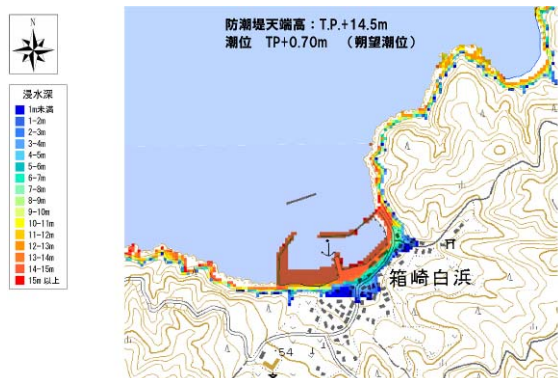 防潮堤天端高：T.P.+14.5m
潮位　TP+0.70m　（朔望潮位）
浸水深
1m未満
1-2m
2-3m
3-4m
4-5m
5-6m
6-7m
7-8m
8-9m
9-10m
10-11m
11-12m
12-13m
13-14m
14-15m
15m 以上
箱崎白浜
54